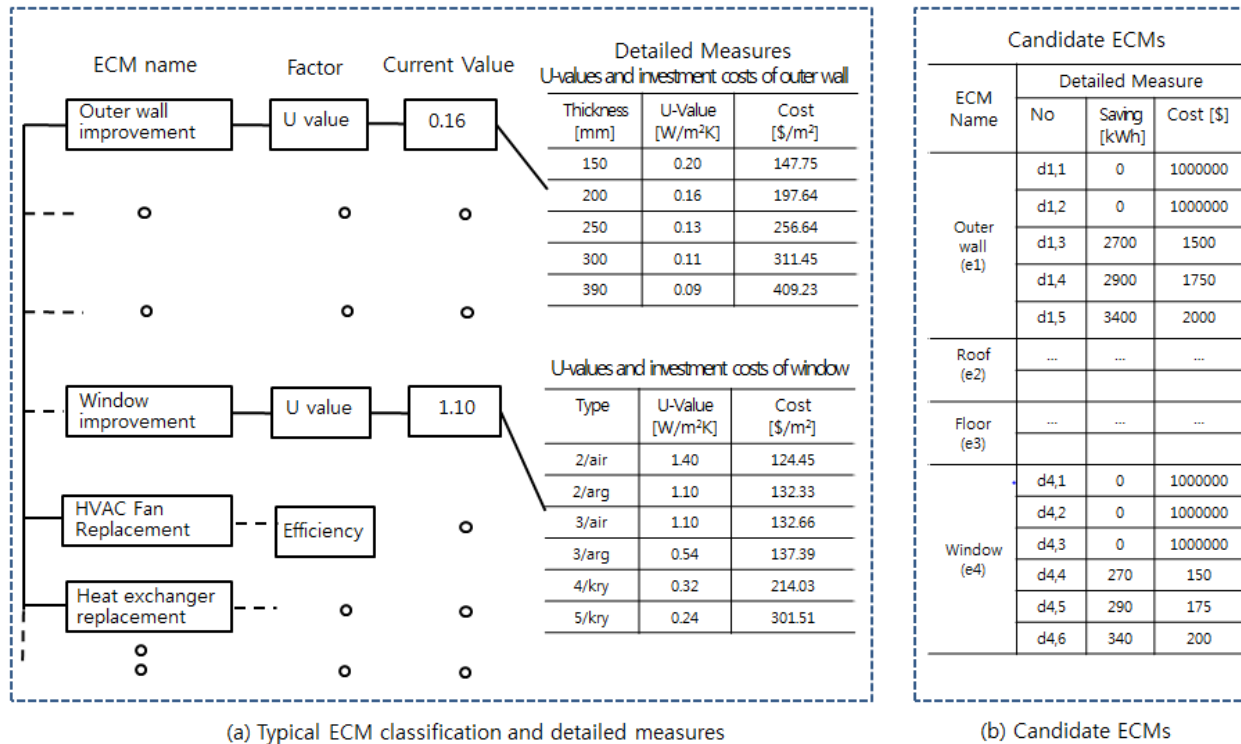 ECM name
Factor
Current Value
Detailed Measures
U-values and investment costs of outer wall
Outer wall
improvement
U value
0.16
Thickness
[mm]
U-Value
[W/m²K]
Cost
[$/m²]
150 0.20 147.75
200 0.16 197.64
250 0.13 256.64
300 0.11 311.45
390 0.09 409.23
Window
improvement
U value
1.10
U-values and investment costs of window
Type
U-Value
[W/m²K]
Cost
[$/m²]
2/air 1.40 124.45
2/arg 1.10 132.33
3/air 1.10 132.66
3/arg 0.54 137.39
4/kry 0.32 214.03
5/kry 0.24 301.51
HVAC Fan
Replacement
Efficiency
Heat exchanger
replacement
(a) Typical ECM classification and detailed measures
Candidate ECMs
ECM
Name
Detailed Measure
No
Saving
[kWh]
Cost [$]
Outer
wall
(e1)
d1,1 0 1000000
d1,2 0 1000000
d1,3 2700 1500
d1,4 2900 1750
d1,5 3400 2000
Roof
(e2)
... ... ...
Floor
(e3)
... ... ...
Window
(e4)
d4,1 0 1000000
d4,2 0 1000000
d4,3 0 1000000
d4,4 270 150
d4,5 290 175
d4,6 340 200
(b) Candidate ECMs